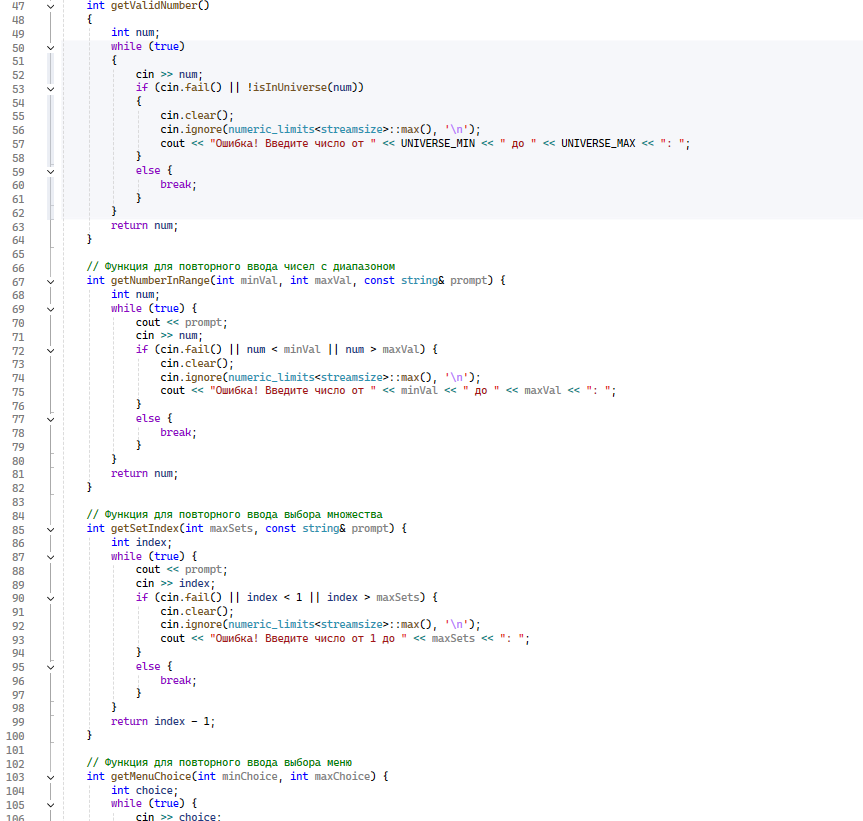 47 int getValidNumber()
48 {
49 int num;
50 while (true)
51 {
52 cin >> num;
53 if (cin.fail() || !isInUniverse(num))
54 {
55 cin.clear();
56 cin.ignore(numeric_limits<streamsize>::max(), '\n');
57 cout << "Ошибка! Введите число от " << UNIVERSE_MIN << " до " << UNIVERSE_MAX << ": ";
58 }
59 else {
60 break;
61 }
62 }
63 return num;
64 }
65
66 // Функция для повторного ввода чисел с диапазоном
67 int getNumberInRange(int minVal, int maxVal, const string& prompt) {
68 int num;
69 while (true) {
70 cout << prompt;
71 cin >> num;
72 if (cin.fail() || num < minVal || num > maxVal) {
73 cin.clear();
74 cin.ignore(numeric_limits<streamsize>::max(), '\n');
75 cout << "Ошибка! Введите число от " << minVal << " до " << maxVal << ": ";
76 }
77 else {
78 break;
79 }
80 }
81 return num;
82 }
83
84 // Функция для повторного ввода выбора множества
85 int getSetIndex(int maxSets, const string& prompt) {
86 int index;
87 while (true) {
88 cout << prompt;
89 cin >> index;
90 if (cin.fail() || index < 1 || index > maxSets) {
91 cin.clear();
92 cin.ignore(numeric_limits<streamsize>::max(), '\n');
93 cout << "Ошибка! Введите число от 1 до " << maxSets << ": ";
94 }
95 else {
96 break;
97 }
98 }
99 return index - 1;
100 }
101
102 // Функция для повторного ввода выбора меню
103 int getMenuChoice(int minChoice, int maxChoice) {
104 int choice;
105 while (true) {
106 cin >> choice;